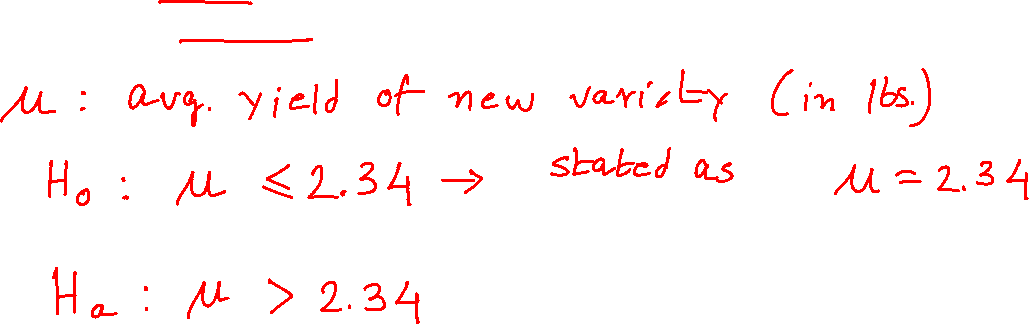 μ : avg. yield of new variety (in lbs.)
H₀ : μ ≤ 2.34 → stated as μ = 2.34
Hₐ : μ > 2.34